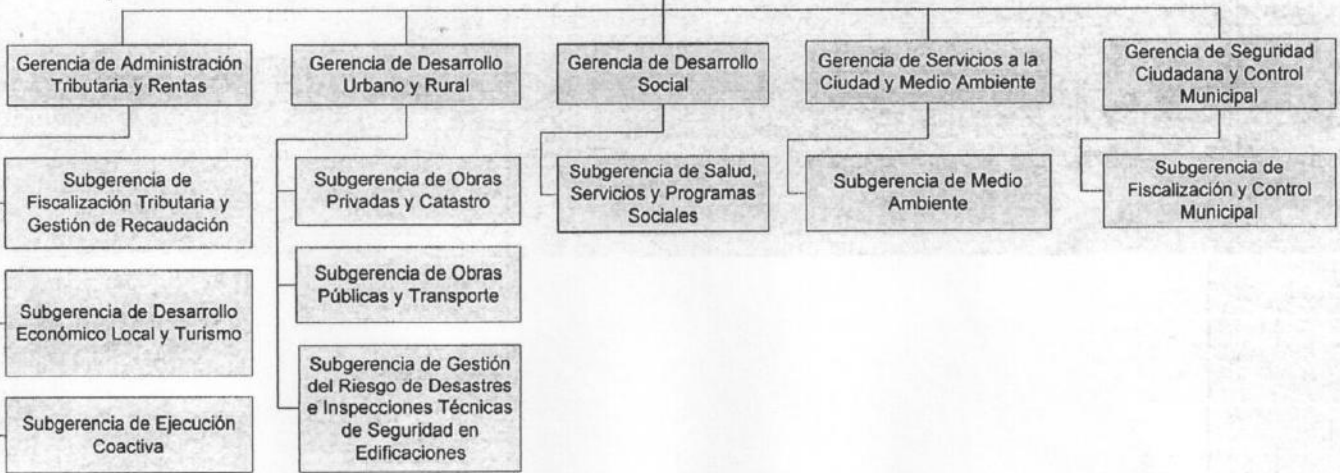 Gerencia de Administración
Tributaria y Rentas
Gerencia de Desarrollo
Urbano y Rural
Gerencia de Desarrollo
Social
Gerencia de Servicios a la
Ciudad y Medio Ambiente
Gerencia de Seguridad
Ciudadana y Control
Municipal
Subgerencia de
Fiscalización Tributaria y
Gestión de Recaudación
Subgerencia de Obras
Privadas y Catastro
Subgerencia de Salud,
Servicios y Programas
Sociales
Subgerencia de Medio
Ambiente
Subgerencia de
Fiscalización y Control
Municipal
Subgerencia de Desarrollo
Económico Local y Turismo
Subgerencia de Obras
Públicas y Transporte
Subgerencia de Ejecución
Coactiva
Subgerencia de Gestión
del Riesgo de Desastres
e Inspecciones Técnicas
de Seguridad en
Edificaciones